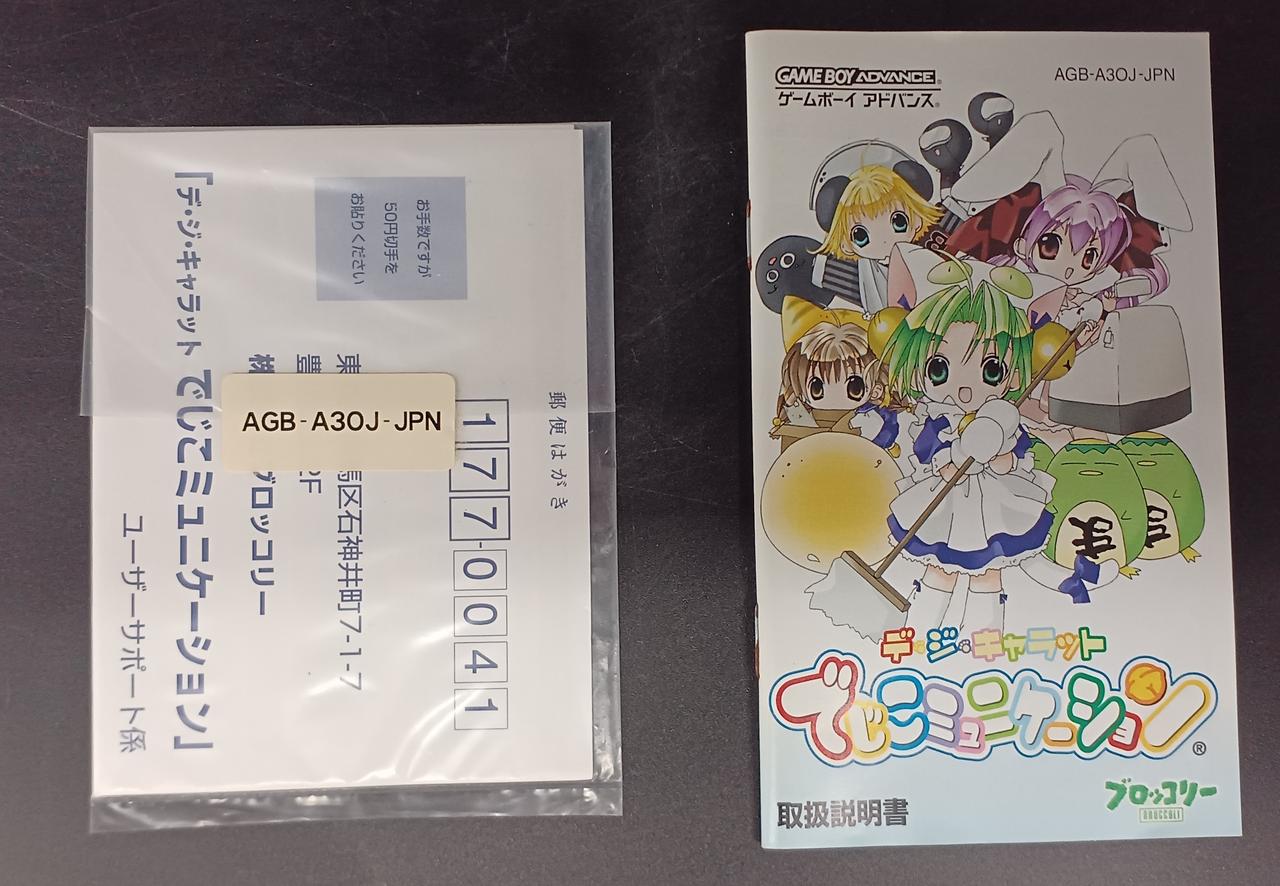 郵便はがき
177-0041
お手数ですが
50円切手を
お貼りください
東
馬区石神井町7-1-7
豊
2F
株
ブロッコリー
「デ・ジ・キャラット でじこミュニケーション」
ユーザーサポート係
AGB-A3OJ-JPN
GAME BOY ADVANCE
ゲームボーイ アドバンス
AGB-A3OJ-JPN
デ・ジ・キャラット
でじこミュニケーション®
ブロッコリー
BROCCOLI
取扱説明書